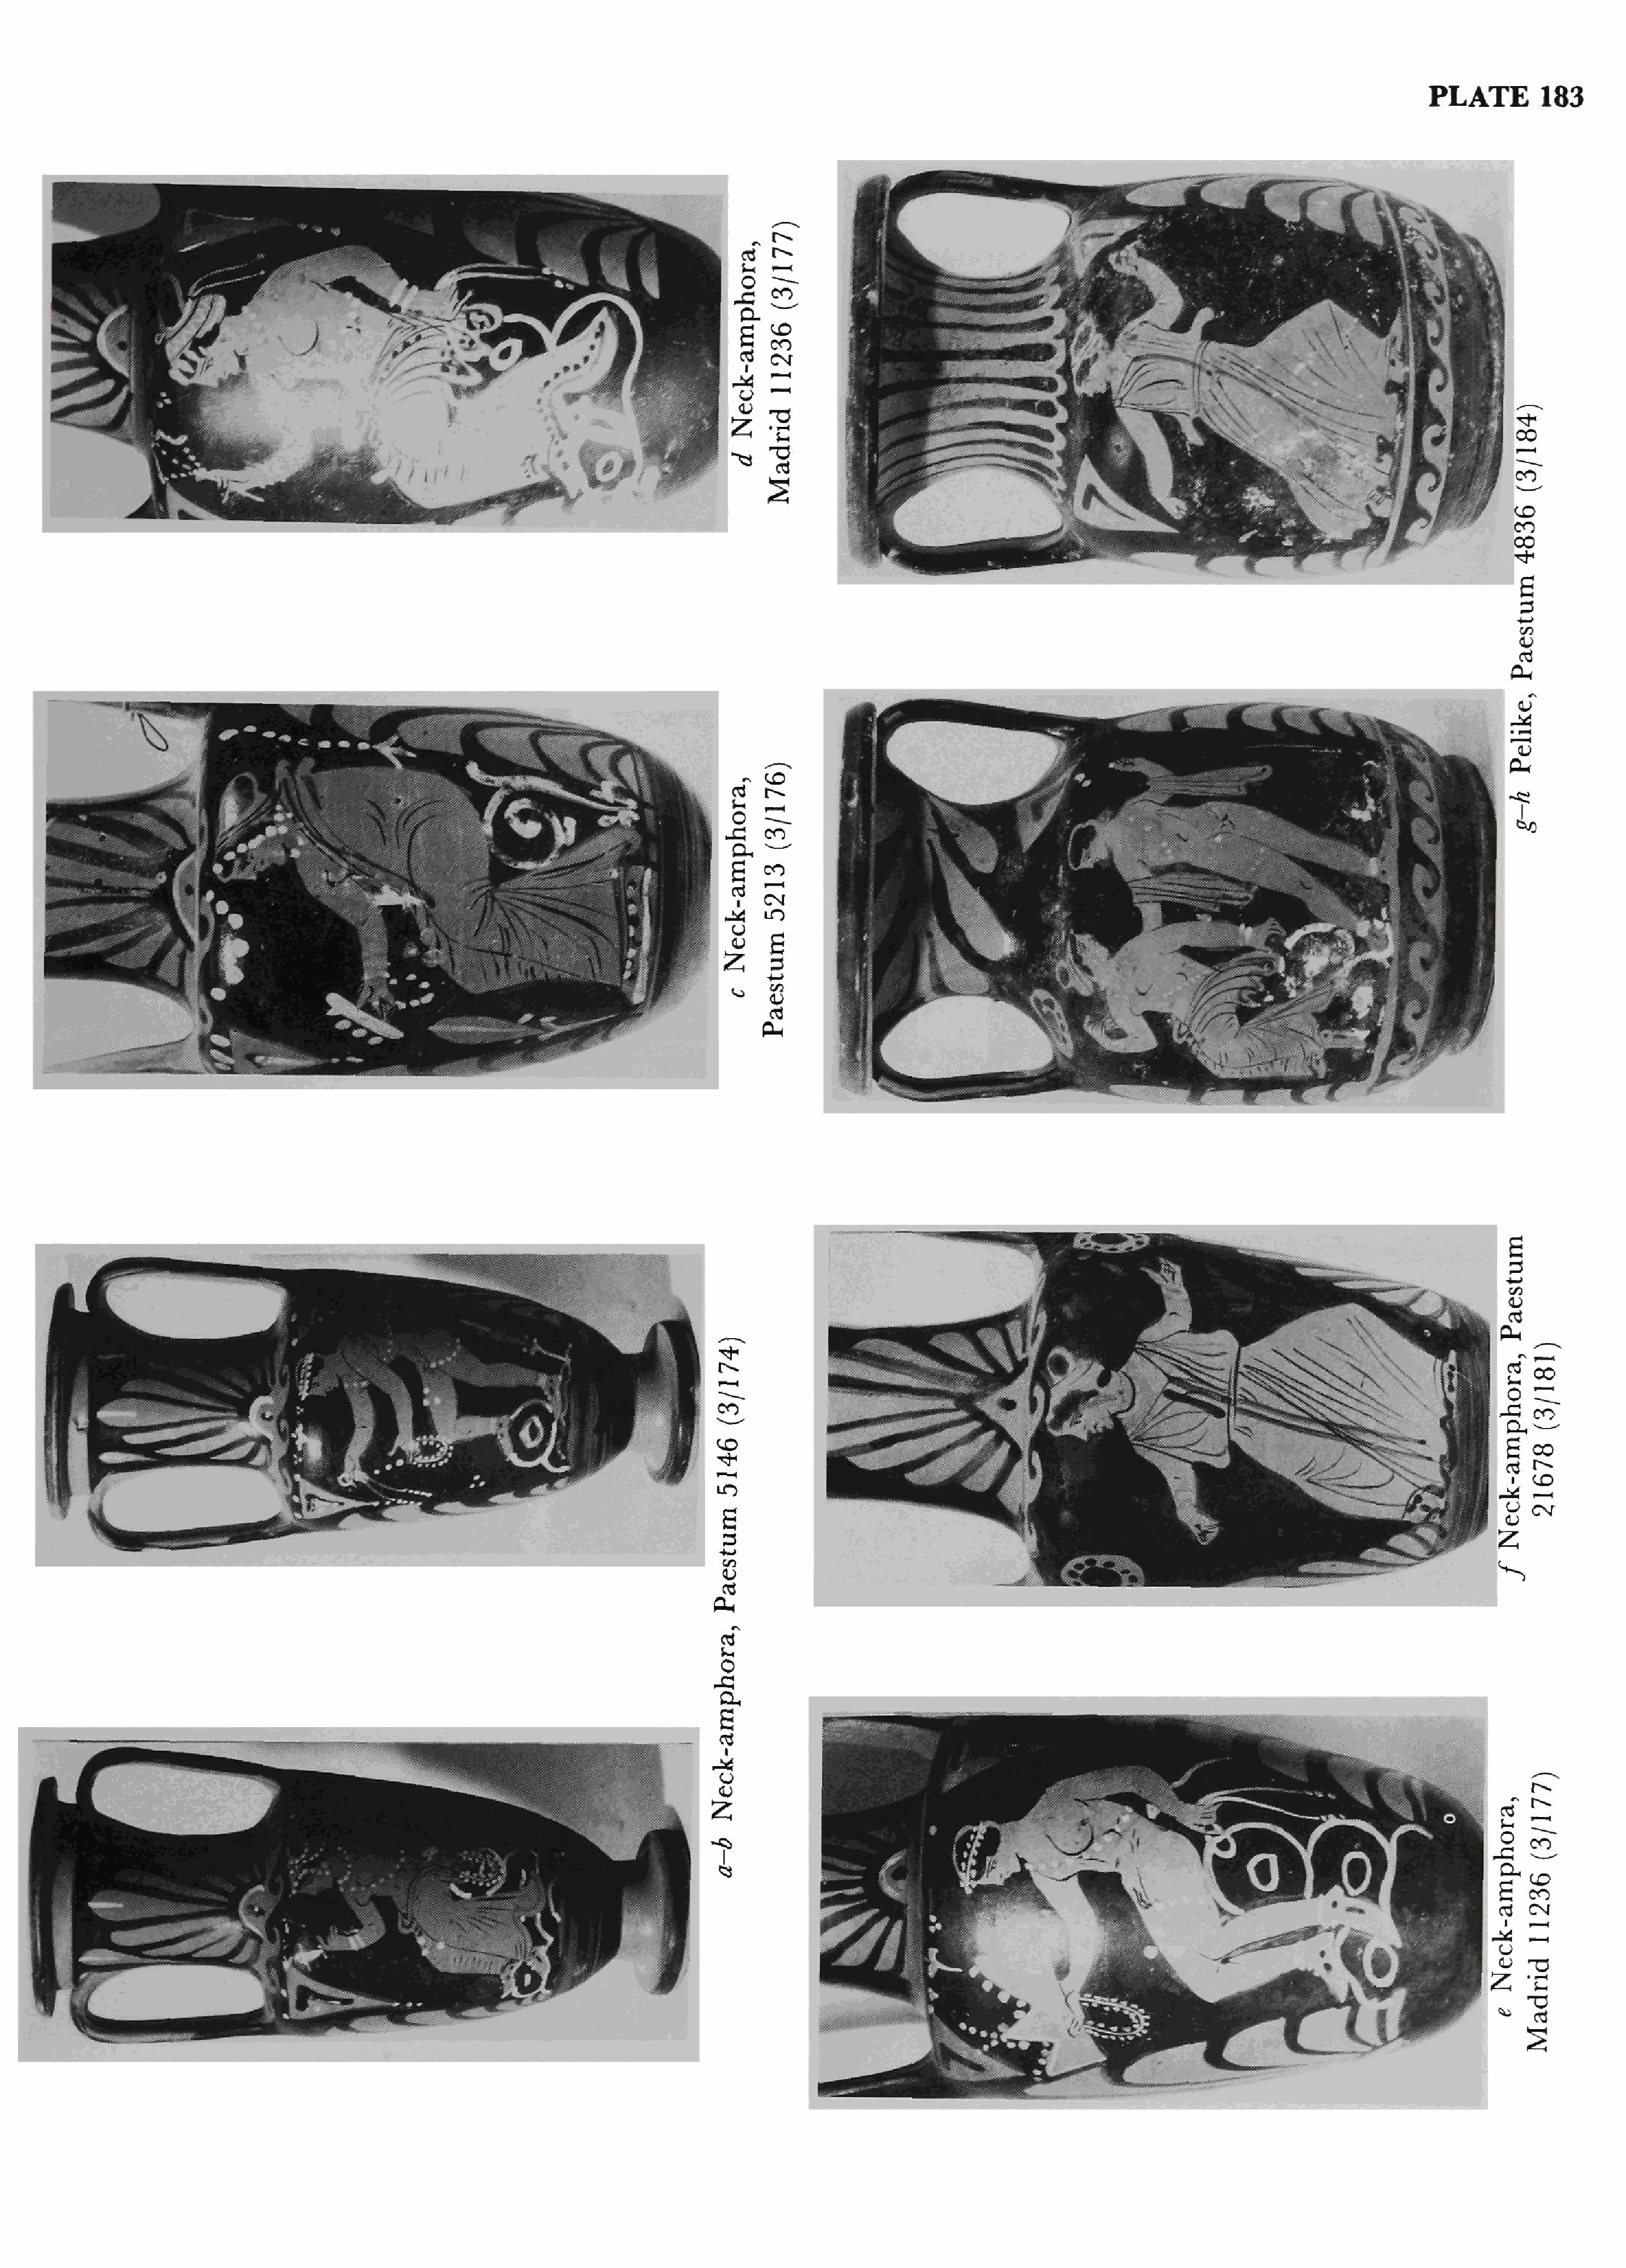 PLATE 183
a–b Neck-amphora, Paestum 5146 (3/174)
c Neck-amphora,
Paestum 5213 (3/176)
d Neck-amphora,
Madrid 11236 (3/177)
e Neck-amphora,
Madrid 11236 (3/177)
f Neck-amphora, Paestum
21678 (3/181)
g–h Pelike, Paestum 4836 (3/184)